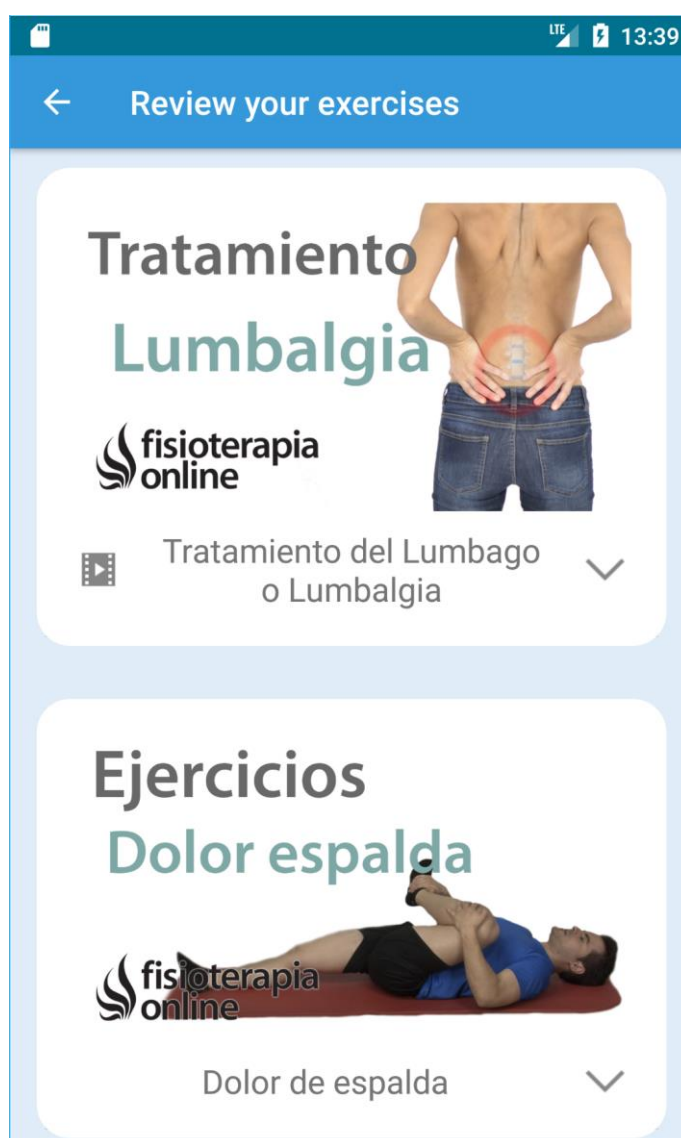 LTE 13:39
Review your exercises
Tratamiento
Lumbalgia
fisioterapia
online
Tratamiento del Lumbago
o Lumbalgia
Ejercicios
Dolor espalda
fisioterapia
online
Dolor de espalda